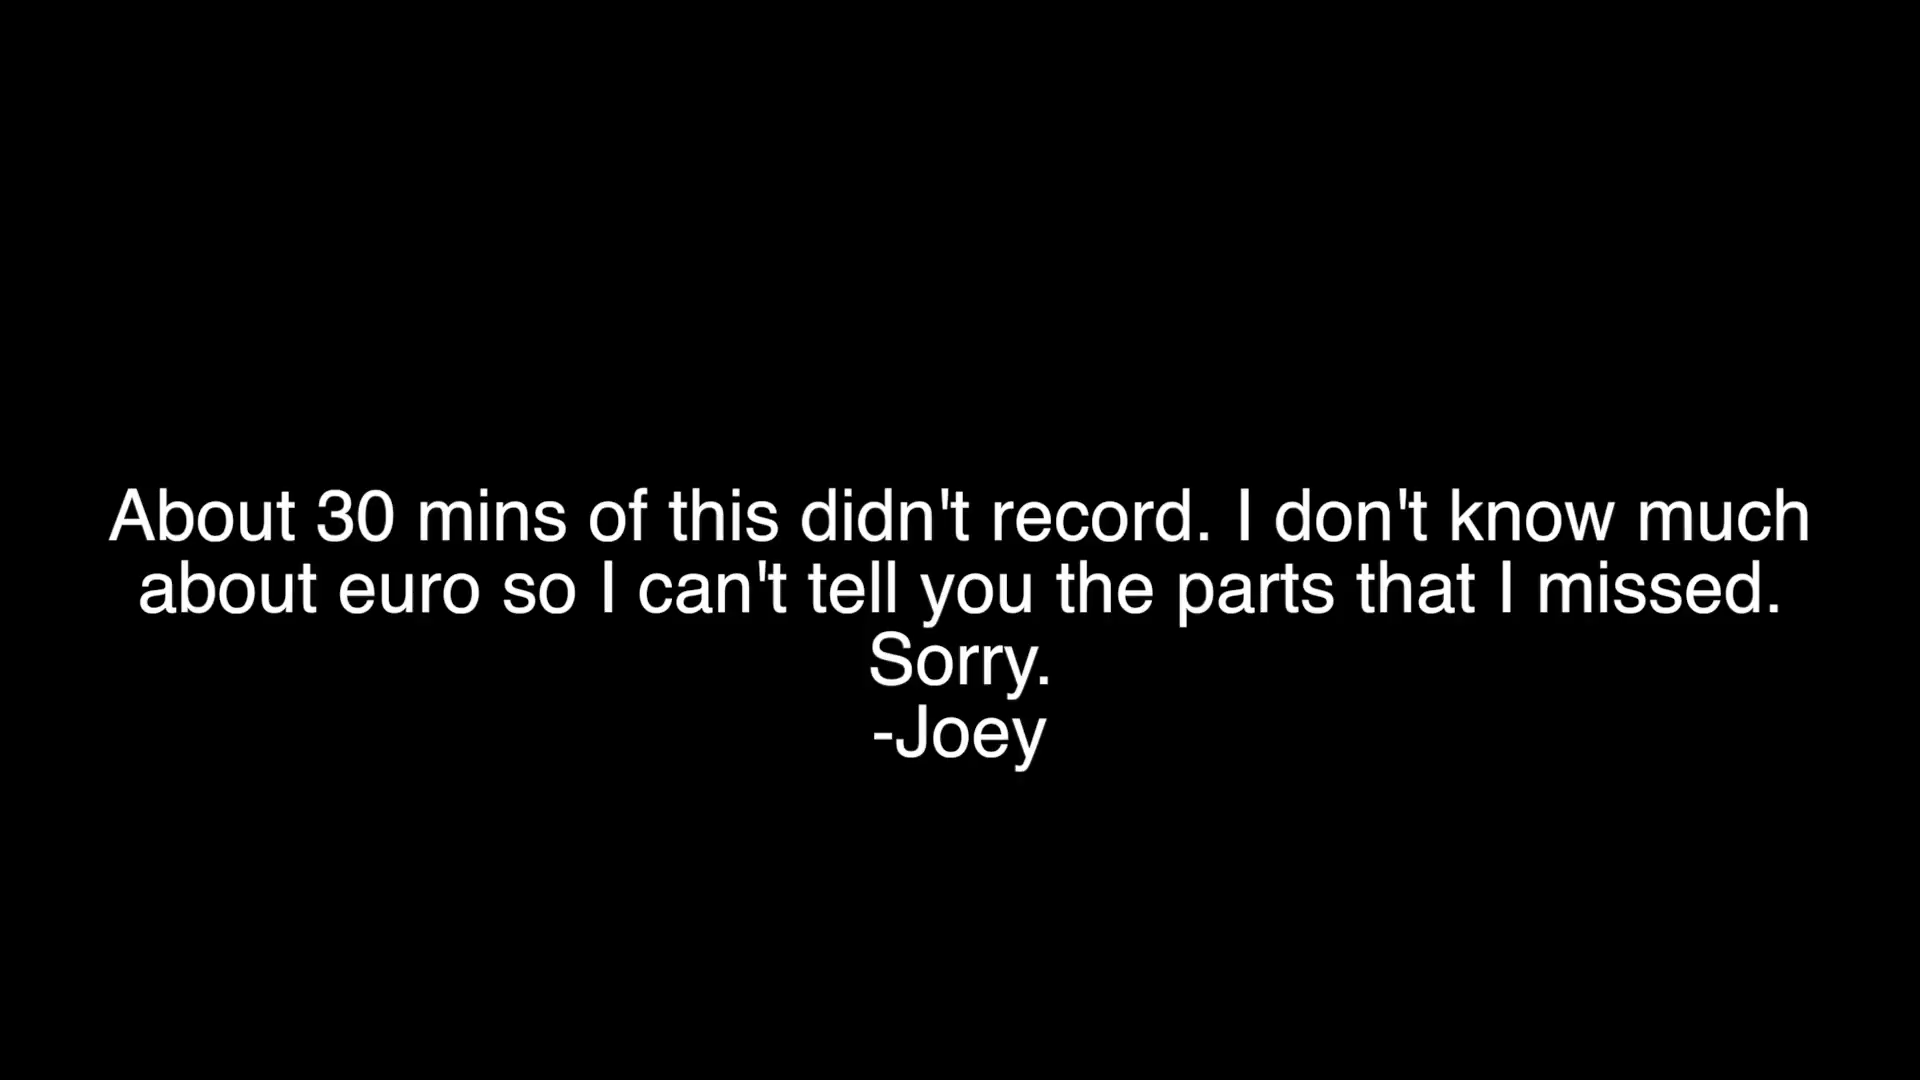 About 30 mins of this didn't record. I don't know much
about euro so I can't tell you the parts that I missed.
Sorry.
-Joey